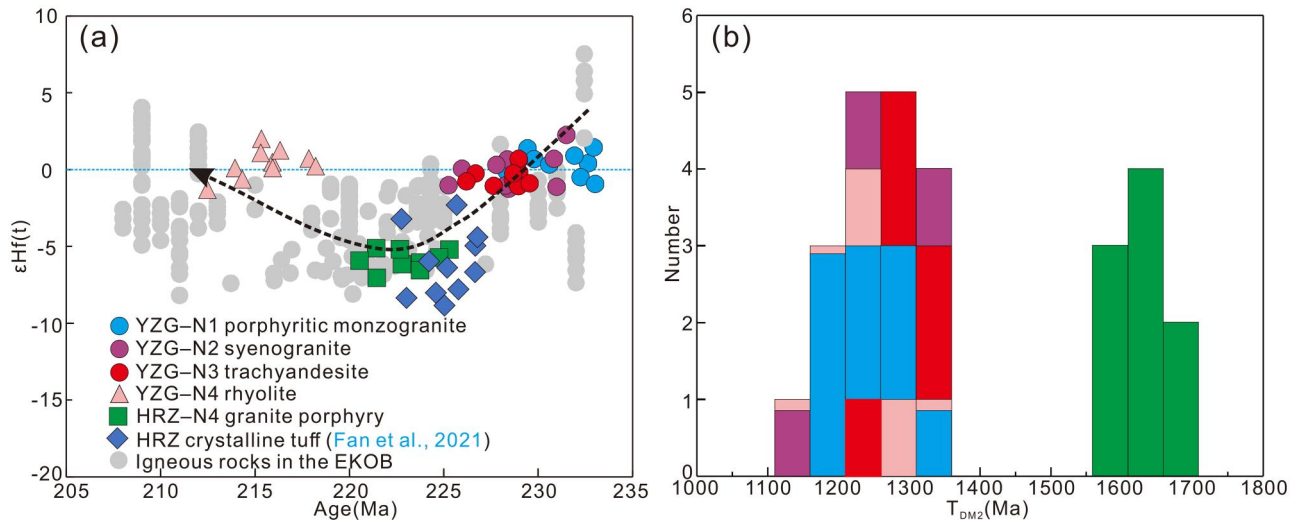 (a)
εHf(t)
10
5
0
-5
-10
-15
-20
YZG–N1 porphyritic monzogranite
YZG–N2 syenogranite
YZG–N3 trachyandesite
YZG–N4 rhyolite
HRZ–N4 granite porphyry
HRZ crystalline tuff (Fan et al., 2021)
Igneous rocks in the EKOB
205 210 215 220 225 230 235
Age(Ma)
(b)
Number
6
5
4
3
2
1
0
1000 1100 1200 1300 1400 1500 1600 1700 1800
TDM2(Ma)